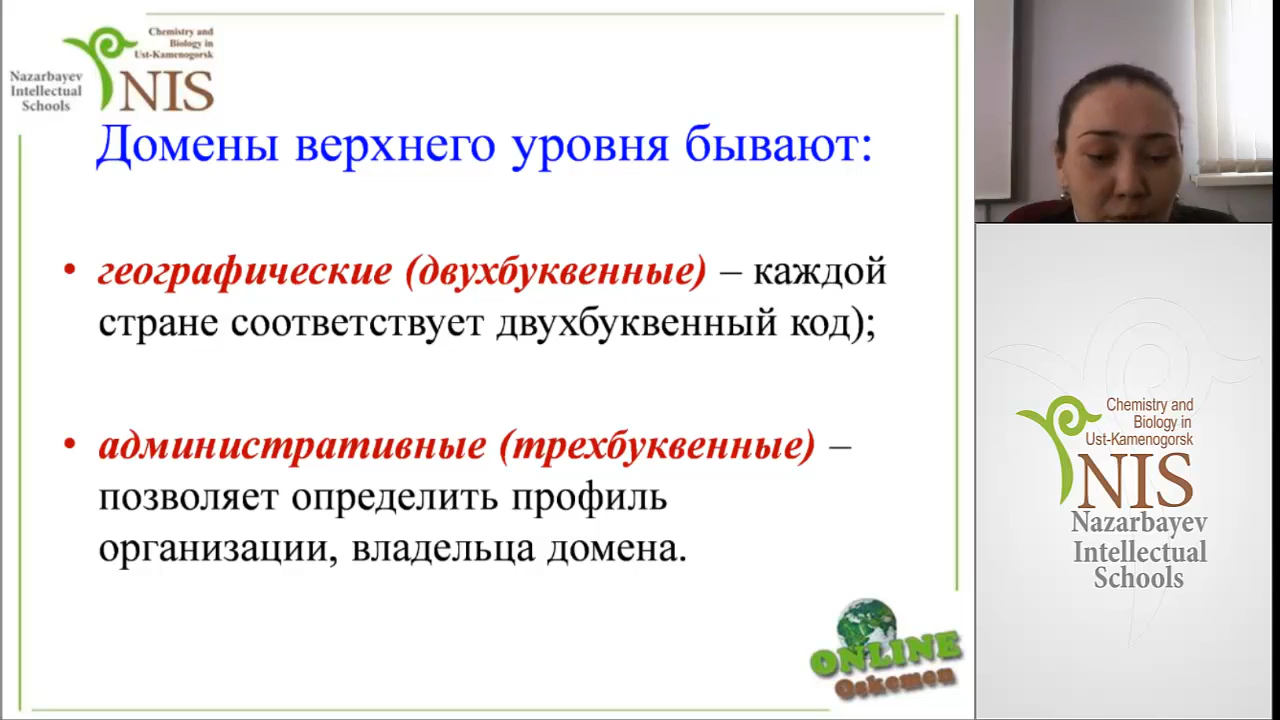 Chemistry and
Biology in
Ust-Kamenogorsk
Nazarbayev
Intellectual
Schools
NIS
Домены верхнего уровня бывают:
• географические (двухбуквенные) – каждой
стране соответствует двухбуквенный код);
• административные (трехбуквенные) –
позволяет определить профиль
организации, владельца домена.
ONLINE
Oskemen
Chemistry and
Biology in
Ust-Kamenogorsk
NIS
Nazarbayev
Intellectual
Schools